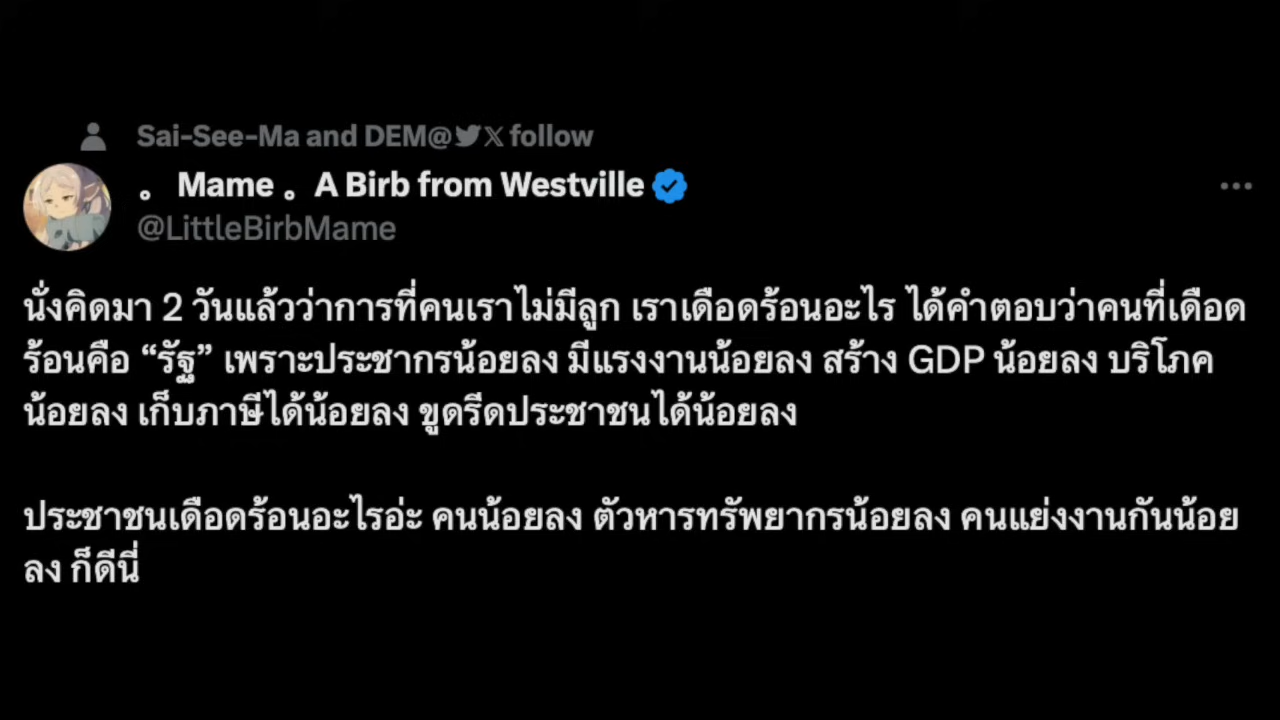 Sai-See-Ma and DEM@ follow
。 Mame 。 A Birb from Westville
@LittleBirbMame
นั่งคิดมา 2 วันแล้วว่าการที่คนเราไม่มีลูก เราเดือดร้อนอะไร ได้คำตอบว่าคนที่เดือด
ร้อนคือ “รัฐ” เพราะประชากรน้อยลง มีแรงงานน้อยลง สร้าง GDP น้อยลง บริโภค
น้อยลง เก็บภาษีได้น้อยลง ขูดรีดประชาชนได้น้อยลง
ประชาชนเดือดร้อนอะไรอ่ะ คนน้อยลง ตัวหารทรัพยากรน้อยลง คนแย่งงานกันน้อย
ลง ก็ดีนี่